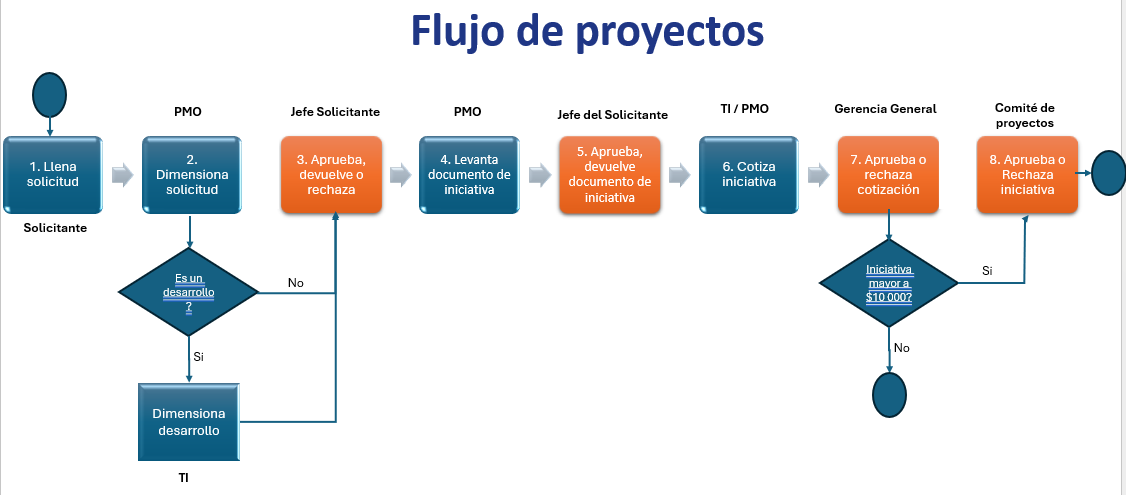 Flujo de proyectos
PMO
Jefe Solicitante
PMO
Jefe del Solicitante
TI / PMO
Gerencia General
Comité de
proyectos
1. Llena
solicitud
2.
Dimensiona
solicitud
3. Aprueba,
devuelve o
rechaza
4. Levanta
documento de
iniciativa
5. Aprueba,
devuelve
documento de
iniciativa
6. Cotiza
iniciativa
7. Aprueba o
rechaza
cotización
8. Aprueba o
Rechaza
iniciativa
Solicitante
Es un
desarrollo
?
No
Si
Dimensiona
desarrollo
TI
Iniciativa
mayor a
$10 000?
Si
No